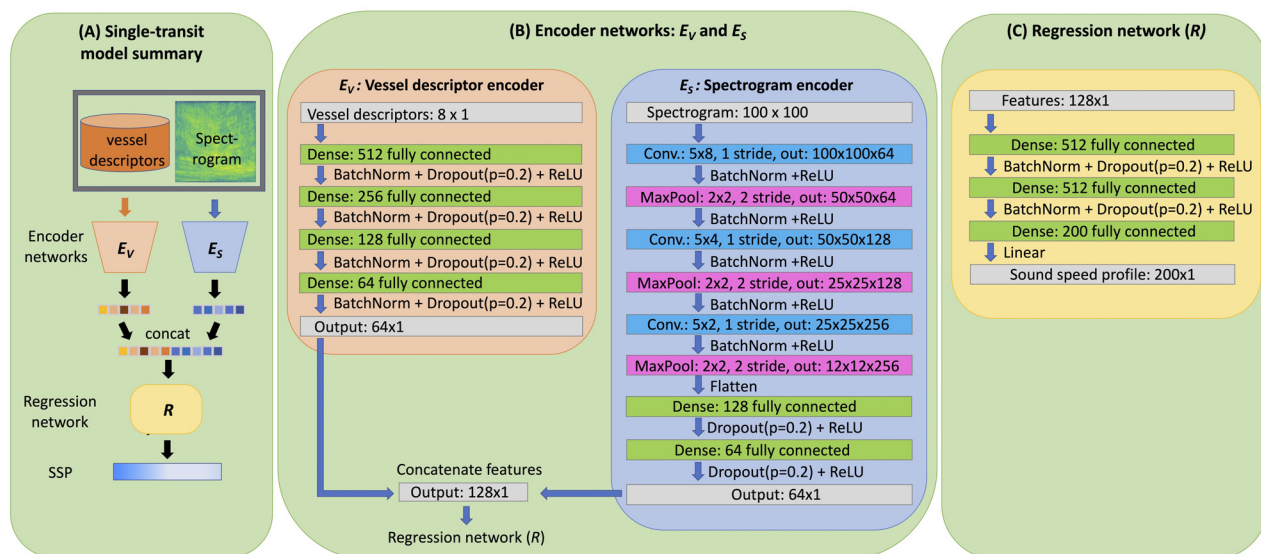 (A) Single-transit
model summary
vessel
descriptors
Spect-
rogram
Encoder
networks
EV
ES
concat
Regression
network
R
SSP
(B) Encoder networks: EV and ES
EV : Vessel descriptor encoder
Vessel descriptors: 8 x 1
Dense: 512 fully connected
BatchNorm + Dropout(p=0.2) + ReLU
Dense: 256 fully connected
BatchNorm + Dropout(p=0.2) + ReLU
Dense: 128 fully connected
BatchNorm + Dropout(p=0.2) + ReLU
Dense: 64 fully connected
BatchNorm + Dropout(p=0.2) + ReLU
Output: 64x1
ES : Spectrogram encoder
Spectrogram: 100 x 100
Conv.: 5x8, 1 stride, out: 100x100x64
BatchNorm +ReLU
MaxPool: 2x2, 2 stride, out: 50x50x64
BatchNorm +ReLU
Conv.: 5x4, 1 stride, out: 50x50x128
BatchNorm +ReLU
MaxPool: 2x2, 2 stride, out: 25x25x128
BatchNorm +ReLU
Conv.: 5x2, 1 stride, out: 25x25x256
BatchNorm +ReLU
MaxPool: 2x2, 2 stride, out: 12x12x256
Flatten
Dense: 128 fully connected
Dropout(p=0.2) + ReLU
Dense: 64 fully connected
Dropout(p=0.2) + ReLU
Output: 64x1
Concatenate features
Output: 128x1
Regression network (R)
(C) Regression network (R)
Features: 128x1
Dense: 512 fully connected
BatchNorm + Dropout(p=0.2) + ReLU
Dense: 512 fully connected
BatchNorm + Dropout(p=0.2) + ReLU
Dense: 200 fully connected
Linear
Sound speed profile: 200x1